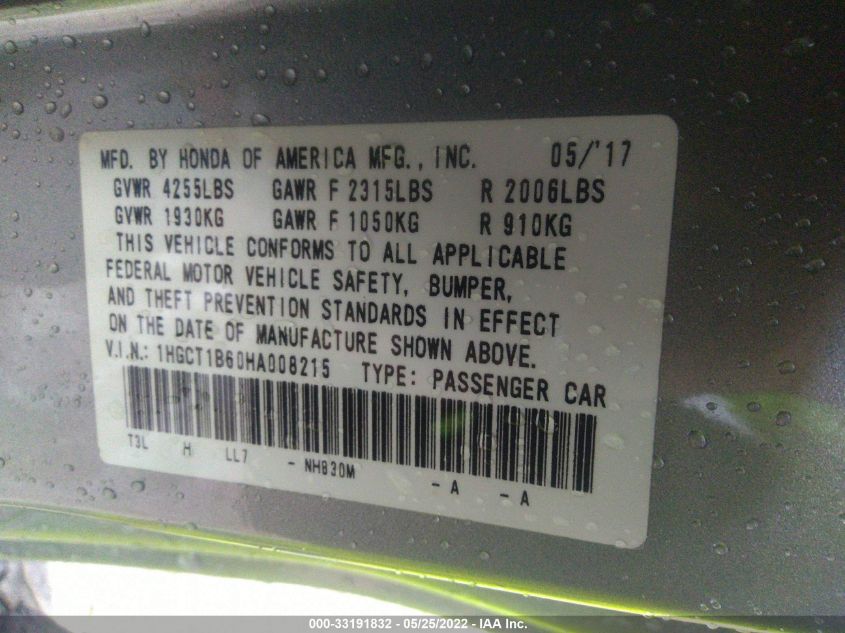 MFD. BY HONDA OF AMERICA MFG., INC. 05/'17
GVWR 4255LBS GAWR F 2315LBS R 2006LBS
GVWR 1930KG GAWR F 1050KG R 910KG
THIS VEHICLE CONFORMS TO ALL APPLICABLE
FEDERAL MOTOR VEHICLE SAFETY, BUMPER,
AND THEFT PREVENTION STANDARDS IN EFFECT
ON THE DATE OF MANUFACTURE SHOWN ABOVE.
V.I.N.: 1HGCT1B60HA008215 TYPE: PASSENGER CAR
T3L H LL7 - NH830M - A - A
000-33191832 - 05/25/2022 - IAA Inc.